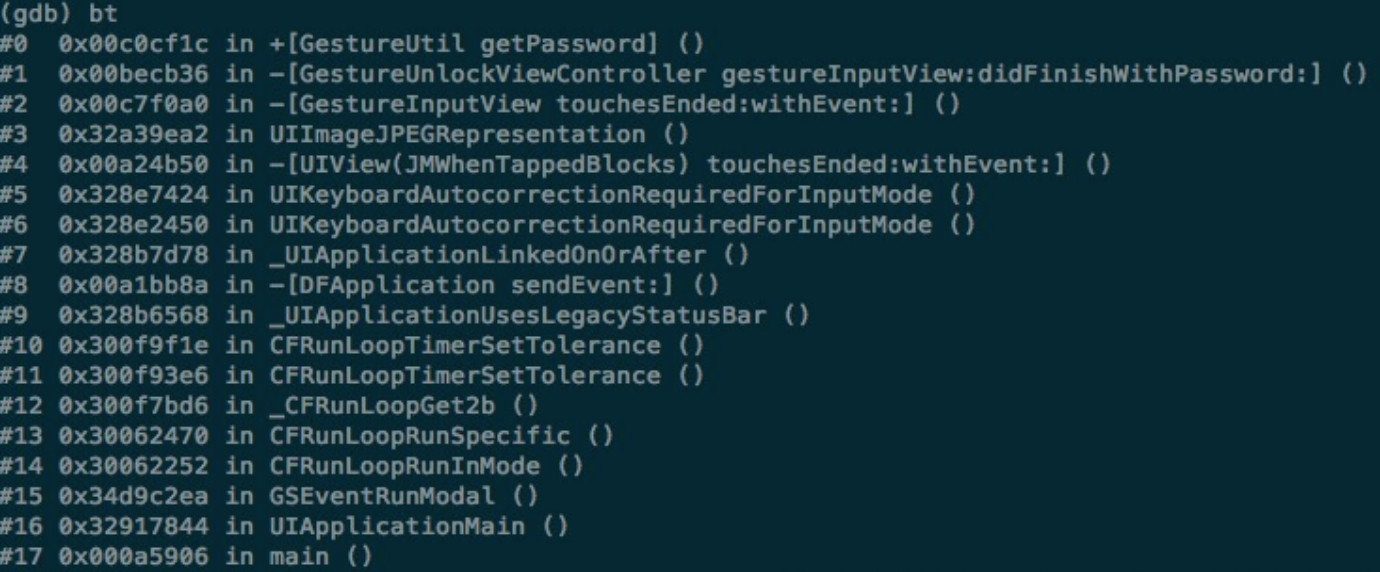 (gdb) bt
#0  0x00c0cf1c in +[GestureUtil getPassword] ()
#1  0x00becb36 in -[GestureUnlockViewController gestureInputView:didFinishWithPassword:] ()
#2  0x00c7f0a0 in -[GestureInputView touchesEnded:withEvent:] ()
#3  0x32a39ea2 in UIImageJPEGRepresentation ()
#4  0x00a24b50 in -[UIView(JMWhenTappedBlocks) touchesEnded:withEvent:] ()
#5  0x328e7424 in UIKeyboardAutocorrectionRequiredForInputMode ()
#6  0x328e2450 in UIKeyboardAutocorrectionRequiredForInputMode ()
#7  0x328b7d78 in _UIApplicationLinkedOnOrAfter ()
#8  0x00a1bb8a in -[DFApplication sendEvent:] ()
#9  0x328b6568 in _UIApplicationUsesLegacyStatusBar ()
#10 0x300f9f1e in CFRunLoopTimerSetTolerance ()
#11 0x300f93e6 in CFRunLoopTimerSetTolerance ()
#12 0x300f7bd6 in _CFRunLoopGet2b ()
#13 0x30062470 in CFRunLoopRunSpecific ()
#14 0x30062252 in CFRunLoopRunInMode ()
#15 0x34d9c2ea in GSEventRunModal ()
#16 0x32917844 in UIApplicationMain ()
#17 0x000a5906 in main ()